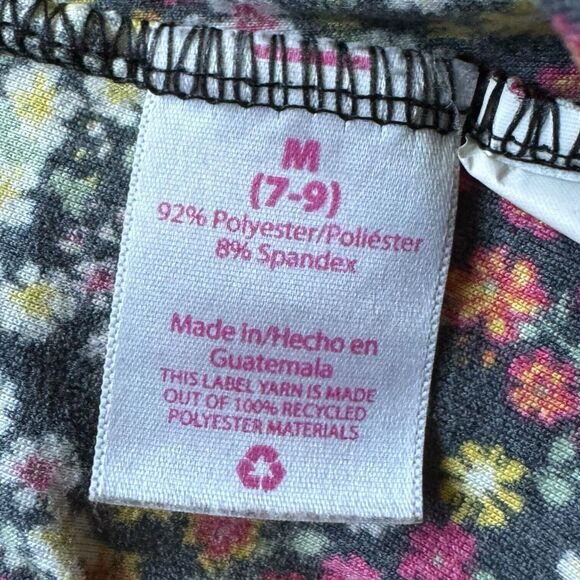 M
(7-9)
92% Polyester/Poliéster
8% Spandex
Made in/Hecho en
Guatemala
THIS LABEL YARN IS MADE
OUT OF 100% RECYCLED
POLYESTER MATERIALS